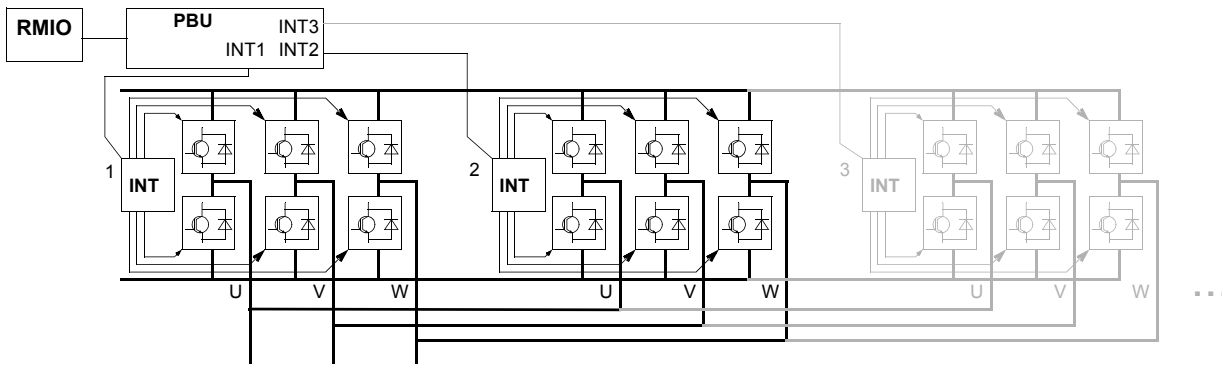 RMIO
PBU
INT3
INT1 INT2
1
INT
2
INT
3
INT
U V W
U V W
U V W
...